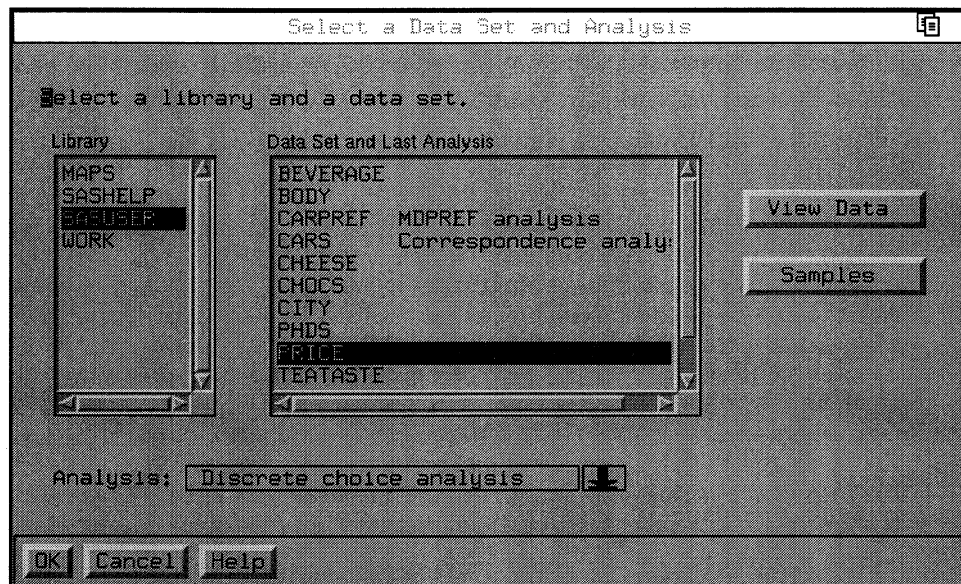 Select a Data Set and Analysis
Select a library and a data set.
Library
Data Set and Last Analysis
MAPS
SASHELP
SASUSER
WORK
BEVERAGE
BODY
CARPREF MDPREF analysis
CARS Correspondence analy
CHEESE
CHOCS
CITY
PHDS
PRICE
TEATASTE
View Data
Samples
Analysis: Discrete choice analysis
OK Cancel Help